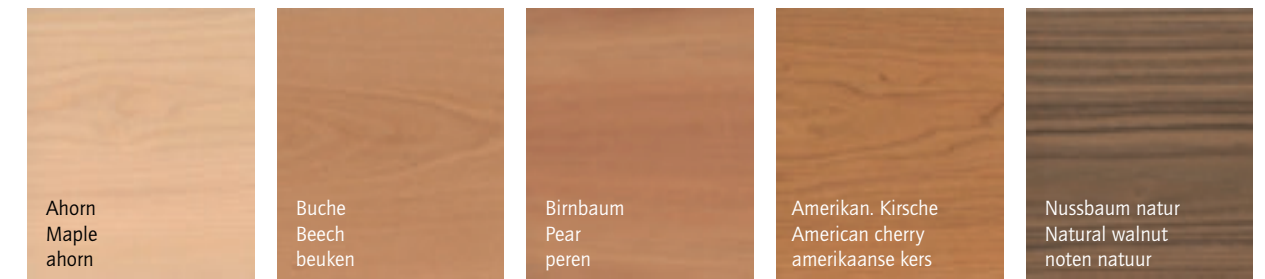 Ahorn
Maple
ahorn
Buche
Beech
beuken
Birnbaum
Pear
peren
Amerikan. Kirsche
American cherry
amerikaanse kers
Nussbaum natur
Natural walnut
noten natuur